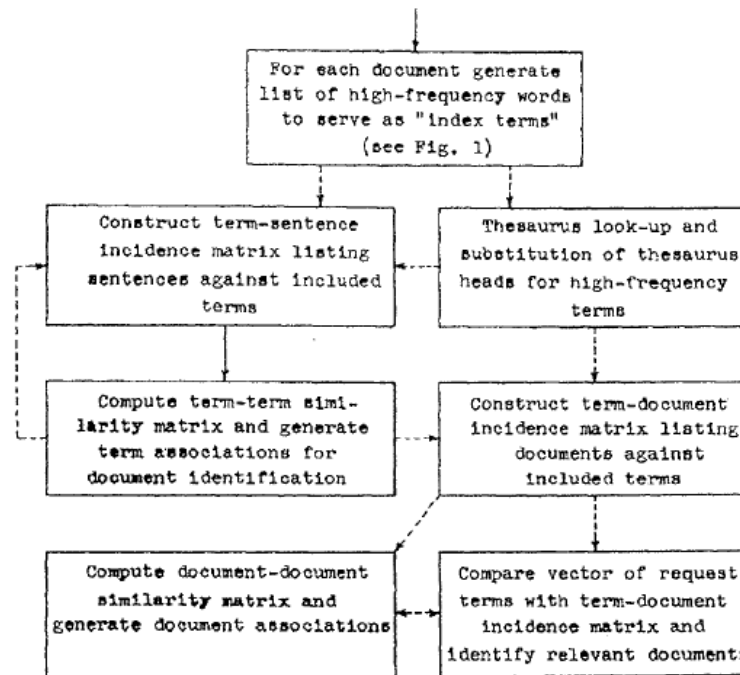 For each document generate
list of high-frequency words
to serve as "index terms"
(see Fig. 1)
Construct term-sentence
incidence matrix listing
sentences against included
terms
Thesaurus look-up and
substitution of thesaurus
heads for high-frequency
terms
Compute term-term simi-
larity matrix and generate
term associations for
document identification
Construct term-document
incidence matrix listing
documents against
included terms
Compute document-document
similarity matrix and
generate document associations
Compare vector of request
terms with term-document
incidence matrix and
identify relevant documents